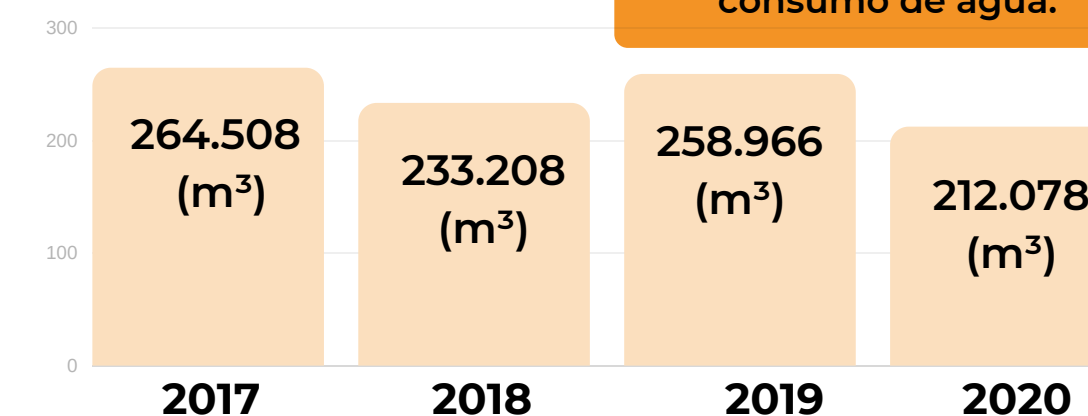 consumo de água.
300
200
100
0
264.508
(m³)
233.208
(m³)
258.966
(m³)
212.078
(m³)
2017 2018 2019 2020